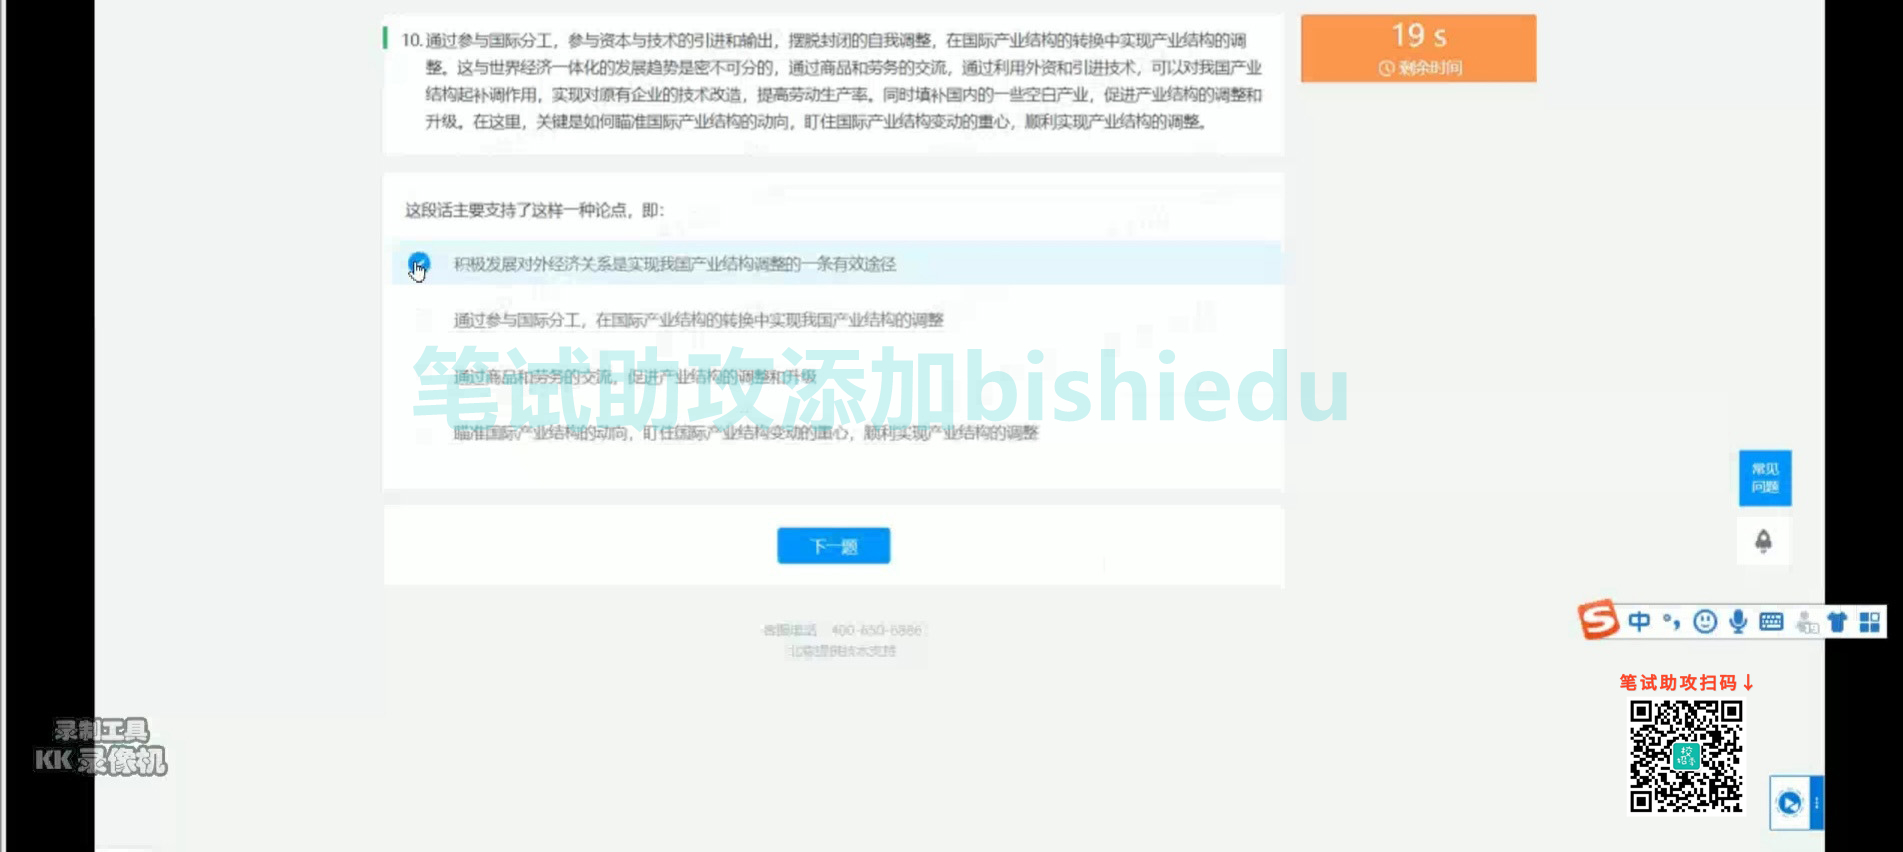 10. 通过参与国际分工，参与资本与技术的引进和输出，摆脱封闭的自我调整，在国际产业结构的转换中实现产业结构的调
整。这与世界经济一体化的发展趋势是密不可分的，通过商品和劳务的交流，通过利用外资和引进技术，可以对我国产业
结构起补调作用，实现对原有企业的技术改造，提高劳动生产率。同时填补国内的一些空白产业，促进产业结构的调整和
升级。在这里，关键是如何瞄准国际产业结构的动向，盯住国际产业结构变动的重心，顺利实现产业结构的调整。
19 s
剩余时间
这段话主要支持了这样一种论点，即：
积极发展对外经济关系是实现我国产业结构调整的一条有效途径
通过参与国际分工，在国际产业结构的转换中实现我国产业结构的调整
通过商品和劳务的交流，促进产业结构的调整和升级
瞄准国际产业结构的动向，盯住国际产业结构变动的重心，顺利实现产业结构的调整
笔试助攻添加bishiedu
常见
问题
下一题
客服电话 400-650-6886
北森提供技术支持
中
笔试助攻扫码↓
校
招
录制工具
KK 录像机